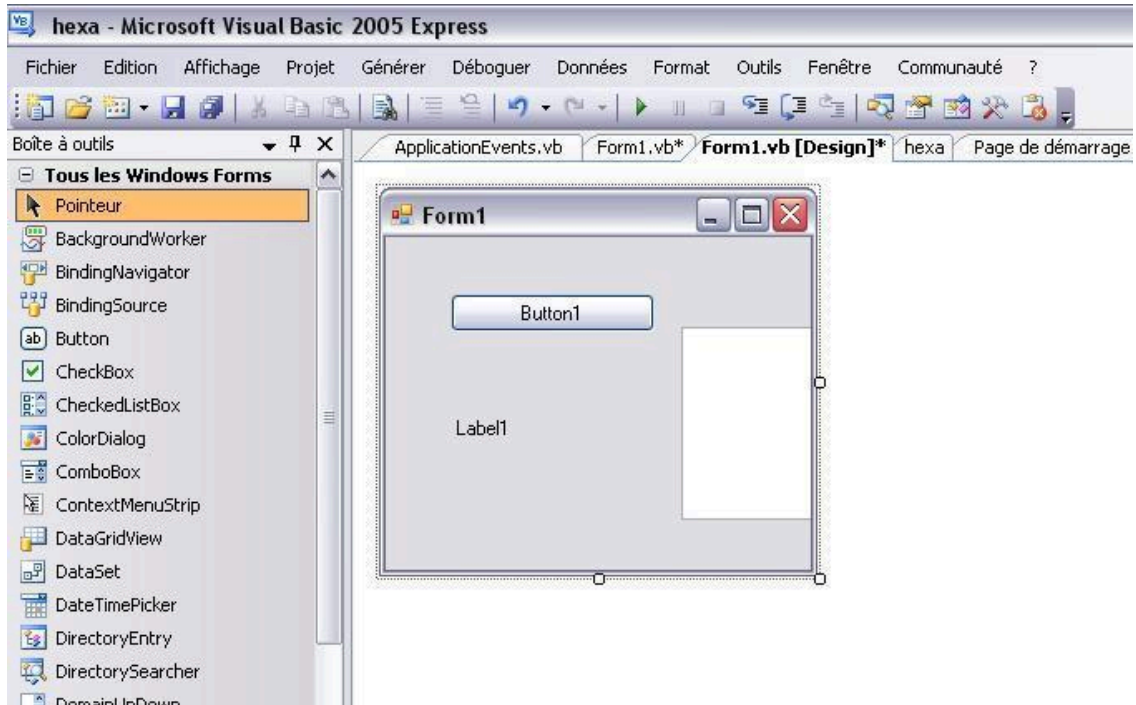 hexa - Microsoft Visual Basic 2005 Express
Fichier Edition Affichage Projet Générer Déboguer Données Format Outils Fenêtre Communauté ?
Boîte à outils
ApplicationEvents.vb Form1.vb* Form1.vb [Design]* hexa Page de démarrage
Tous les Windows Forms
Pointeur
BackgroundWorker
BindingNavigator
BindingSource
ab Button
CheckBox
CheckedListBox
ColorDialog
ComboBox
ContextMenuStrip
DataGridView
DataSet
DateTimePicker
DirectoryEntry
DirectorySearcher
DomainUpDown
Form1
Button1
Label1